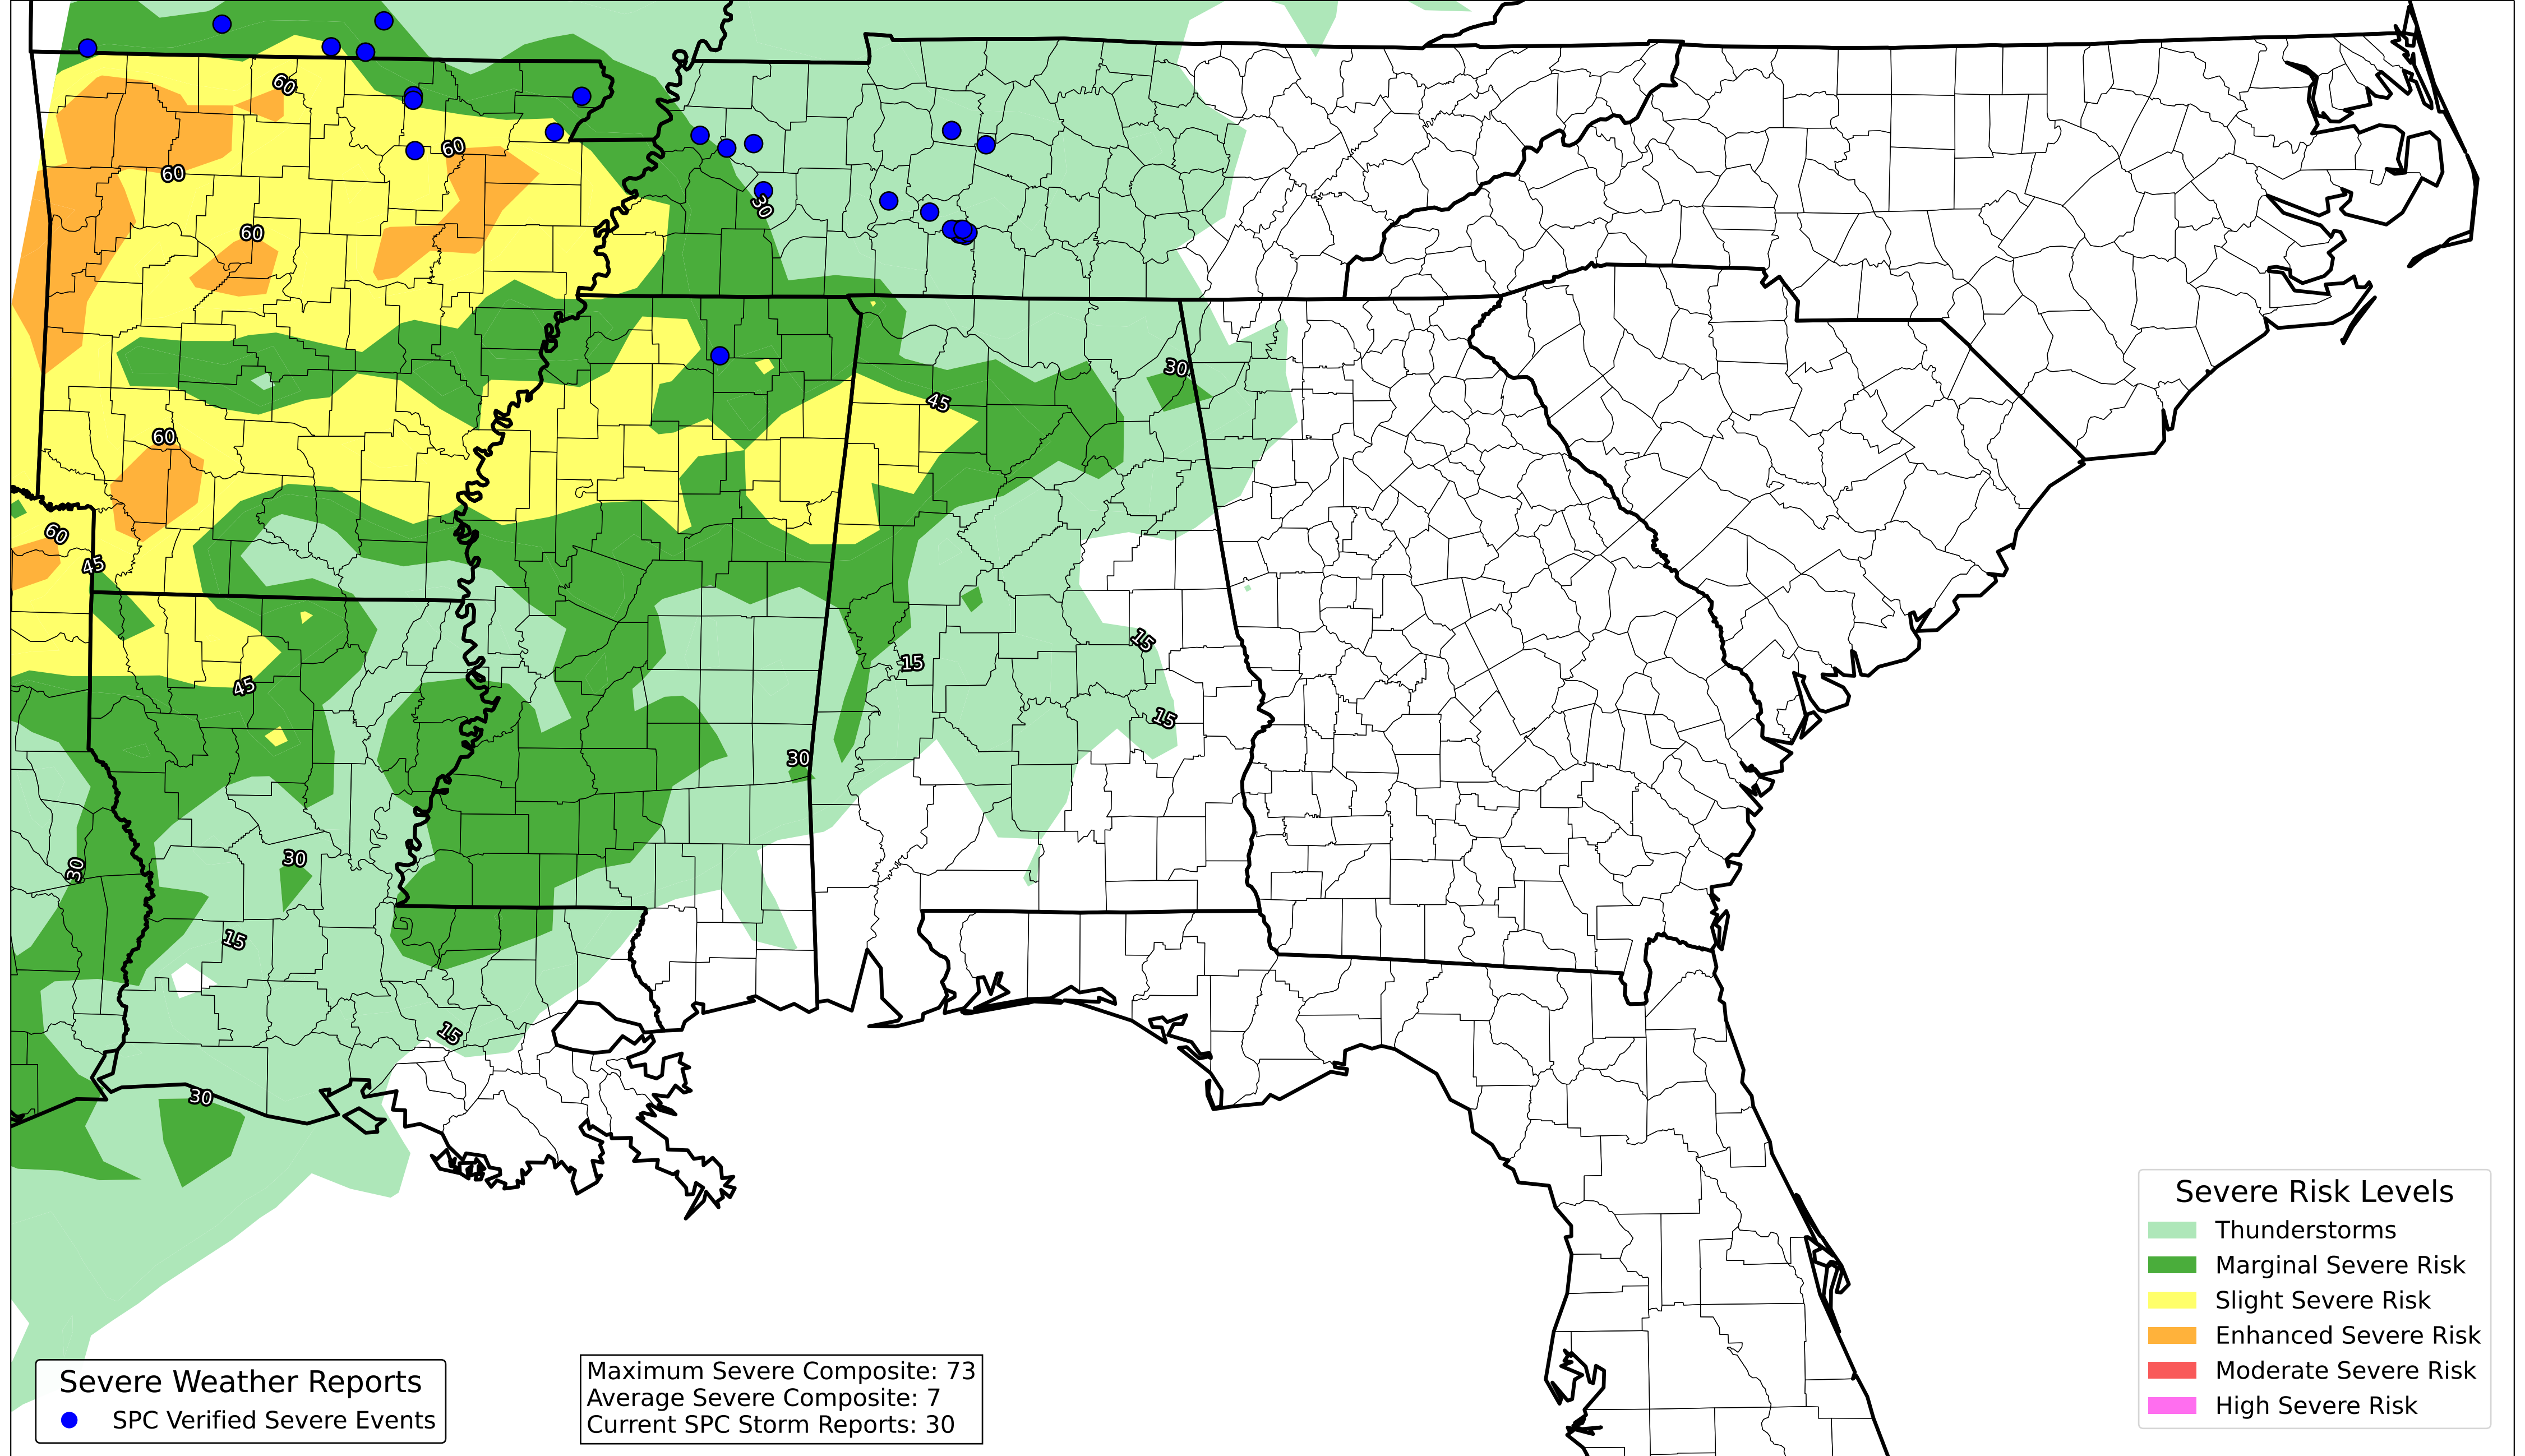 60
60
60
30
60
30
45
60
60
45
15
15
45
15
30
30
30
15
15
30
Severe Risk Levels
Thunderstorms
Marginal Severe Risk
Slight Severe Risk
Enhanced Severe Risk
Moderate Severe Risk
High Severe Risk
Severe Weather Reports
SPC Verified Severe Events
Maximum Severe Composite: 73
Average Severe Composite: 7
Current SPC Storm Reports: 30